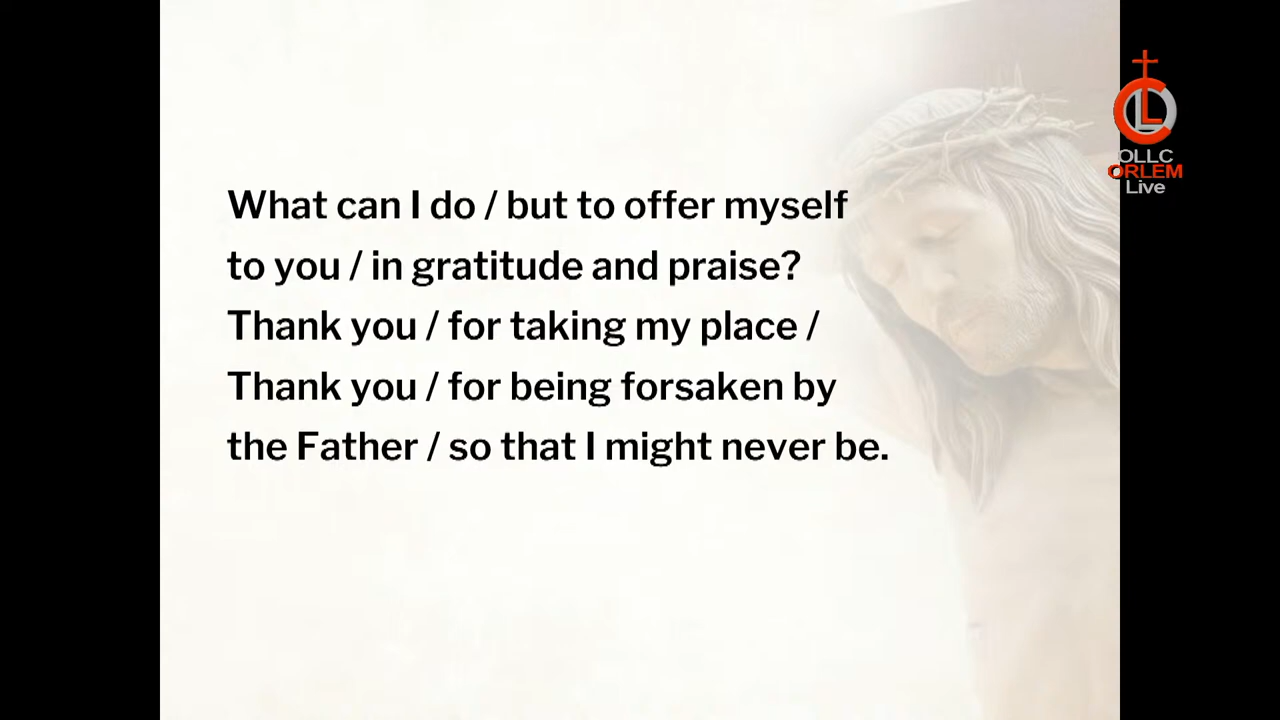 What can I do / but to offer myself
to you / in gratitude and praise?
Thank you / for taking my place /
Thank you / for being forsaken by
the Father / so that I might never be.
OLLC
ORLEM
Live